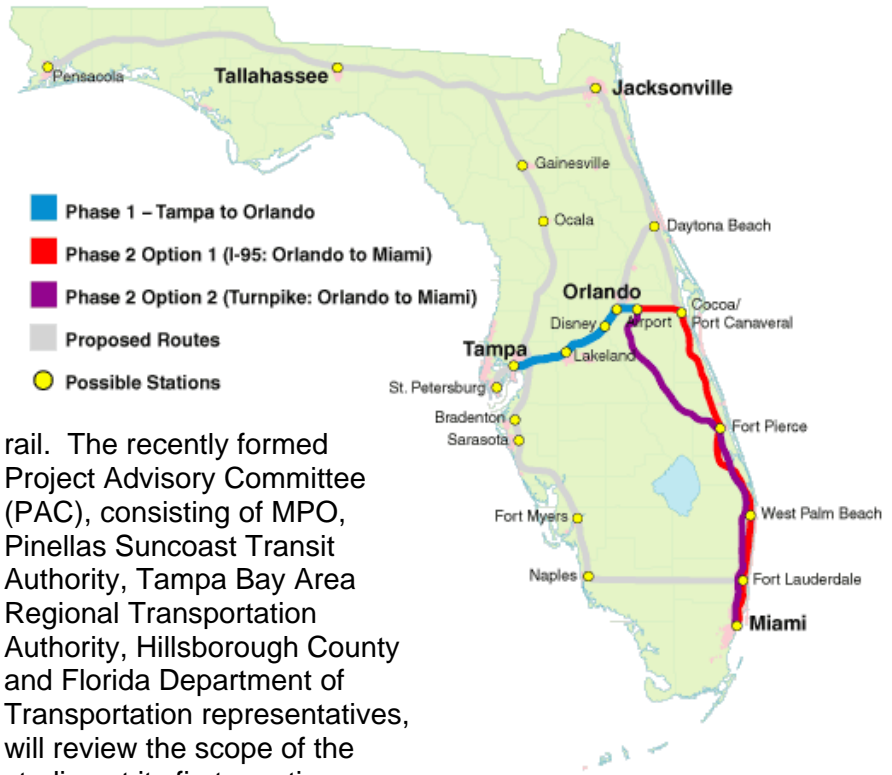 Pensacola
Tallahassee
Jacksonville
Gainesville
Phase 1 – Tampa to Orlando
Ocala
Daytona Beach
Phase 2 Option 1 (I-95: Orlando to Miami)
Phase 2 Option 2 (Turnpike: Orlando to Miami)
Orlando
Cocoa/
Port Canaveral
Disney
Airport
Proposed Routes
Tampa
Lakeland
Possible Stations
St. Petersburg
Bradenton
Sarasota
Fort Pierce
Fort Myers
West Palm Beach
Naples
Fort Lauderdale
Miami
rail. The recently formed
Project Advisory Committee
(PAC), consisting of MPO,
Pinellas Suncoast Transit
Authority, Tampa Bay Area
Regional Transportation
Authority, Hillsborough County
and Florida Department of
Transportation representatives,
will review the scope of the